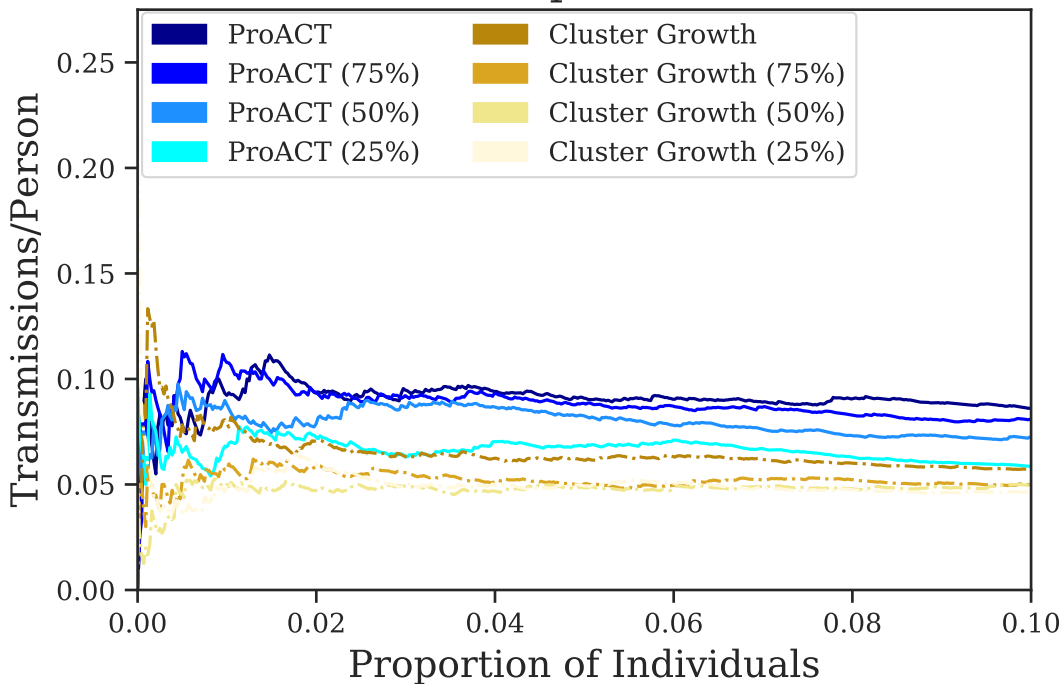 ProACT
ProACT (75%)
ProACT (50%)
ProACT (25%)
Cluster Growth
Cluster Growth (75%)
Cluster Growth (50%)
Cluster Growth (25%)
Transmissions/Person
0.25
0.20
0.15
0.10
0.05
0.00
0.00 0.02 0.04 0.06 0.08 0.10
Proportion of Individuals